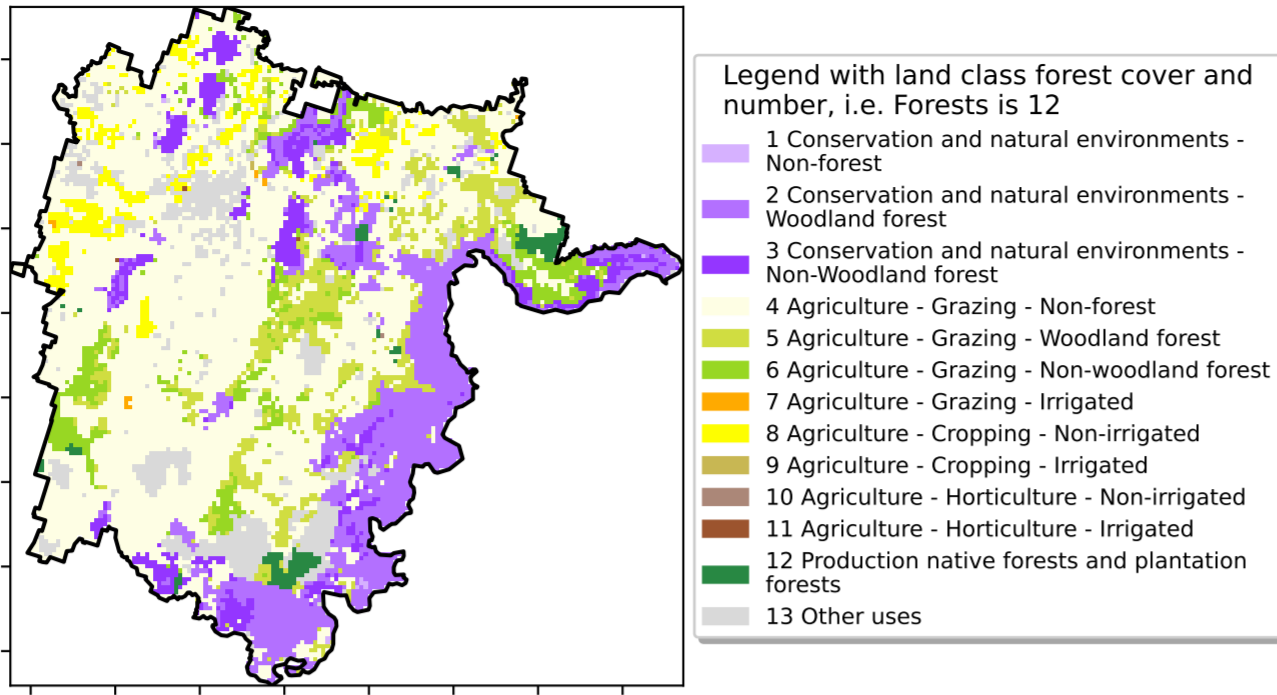 Legend with land class forest cover and
number, i.e. Forests is 12
1 Conservation and natural environments -
Non-forest
2 Conservation and natural environments -
Woodland forest
3 Conservation and natural environments -
Non-Woodland forest
4 Agriculture - Grazing - Non-forest
5 Agriculture - Grazing - Woodland forest
6 Agriculture - Grazing - Non-woodland forest
7 Agriculture - Grazing - Irrigated
8 Agriculture - Cropping - Non-irrigated
9 Agriculture - Cropping - Irrigated
10 Agriculture - Horticulture - Non-irrigated
11 Agriculture - Horticulture - Irrigated
12 Production native forests and plantation
forests
13 Other uses